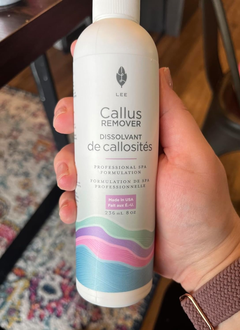 LEE
Callus
REMOVER
DISSOLVANT
de callosités
PROFESSIONAL SPA
FORMULATION
FORMULATION DE SPA
PROFESSIONNELLE
Made in USA
236 mL 8 oz